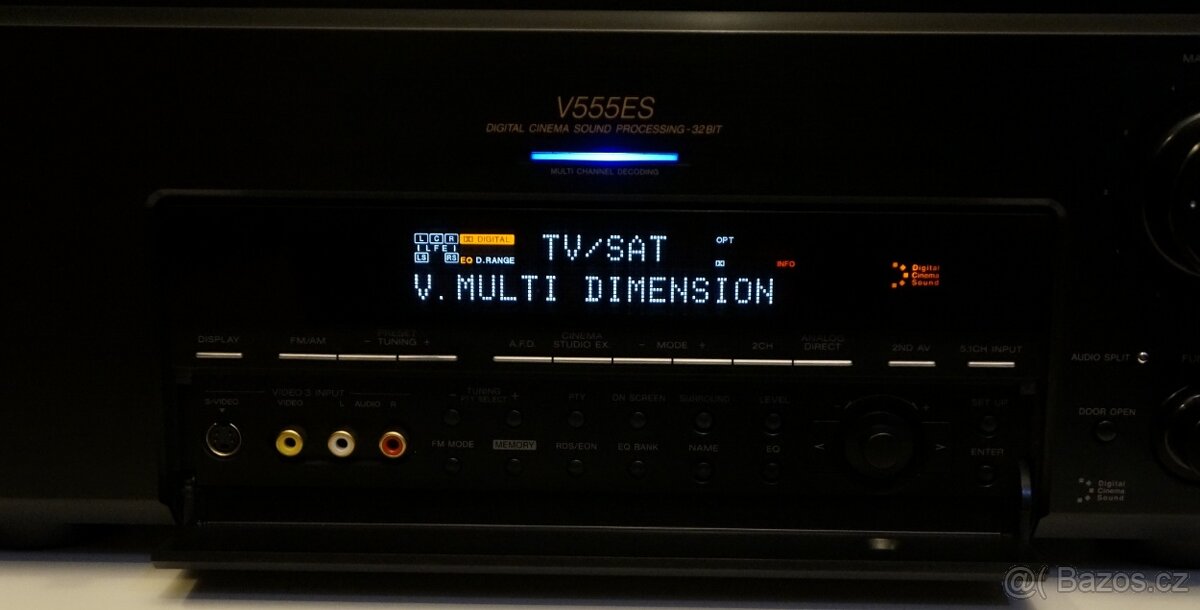 MA
V555ES
DIGITAL CINEMA SOUND PROCESSING-32BIT
MULTI CHANNEL DECODING
L C R DIGITAL TV/SAT OPT
LFE
LS RS EQ D.RANGE INFO
V.MULTI DIMENSION
Digital
Cinema
Sound
DISPLAY FM/AM - PRESET TUNING + A.F.D. CINEMA STUDIO EX. - MODE + 2CH ANALOG DIRECT 2ND AV 5.1CH INPUT
AUDIO SPLIT
VIDEO 3 INPUT
S/VIDEO VIDEO L AUDIO R
- TUNING + PTY SELECT PTY ON SCREEN SURROUND LEVEL + SET UP
DOOR OPEN
FM MODE MEMORY RDS/EON EQ BANK NAME EQ < > - ENTER
Digital
Cinema
Sound
@( Bazoš.cz